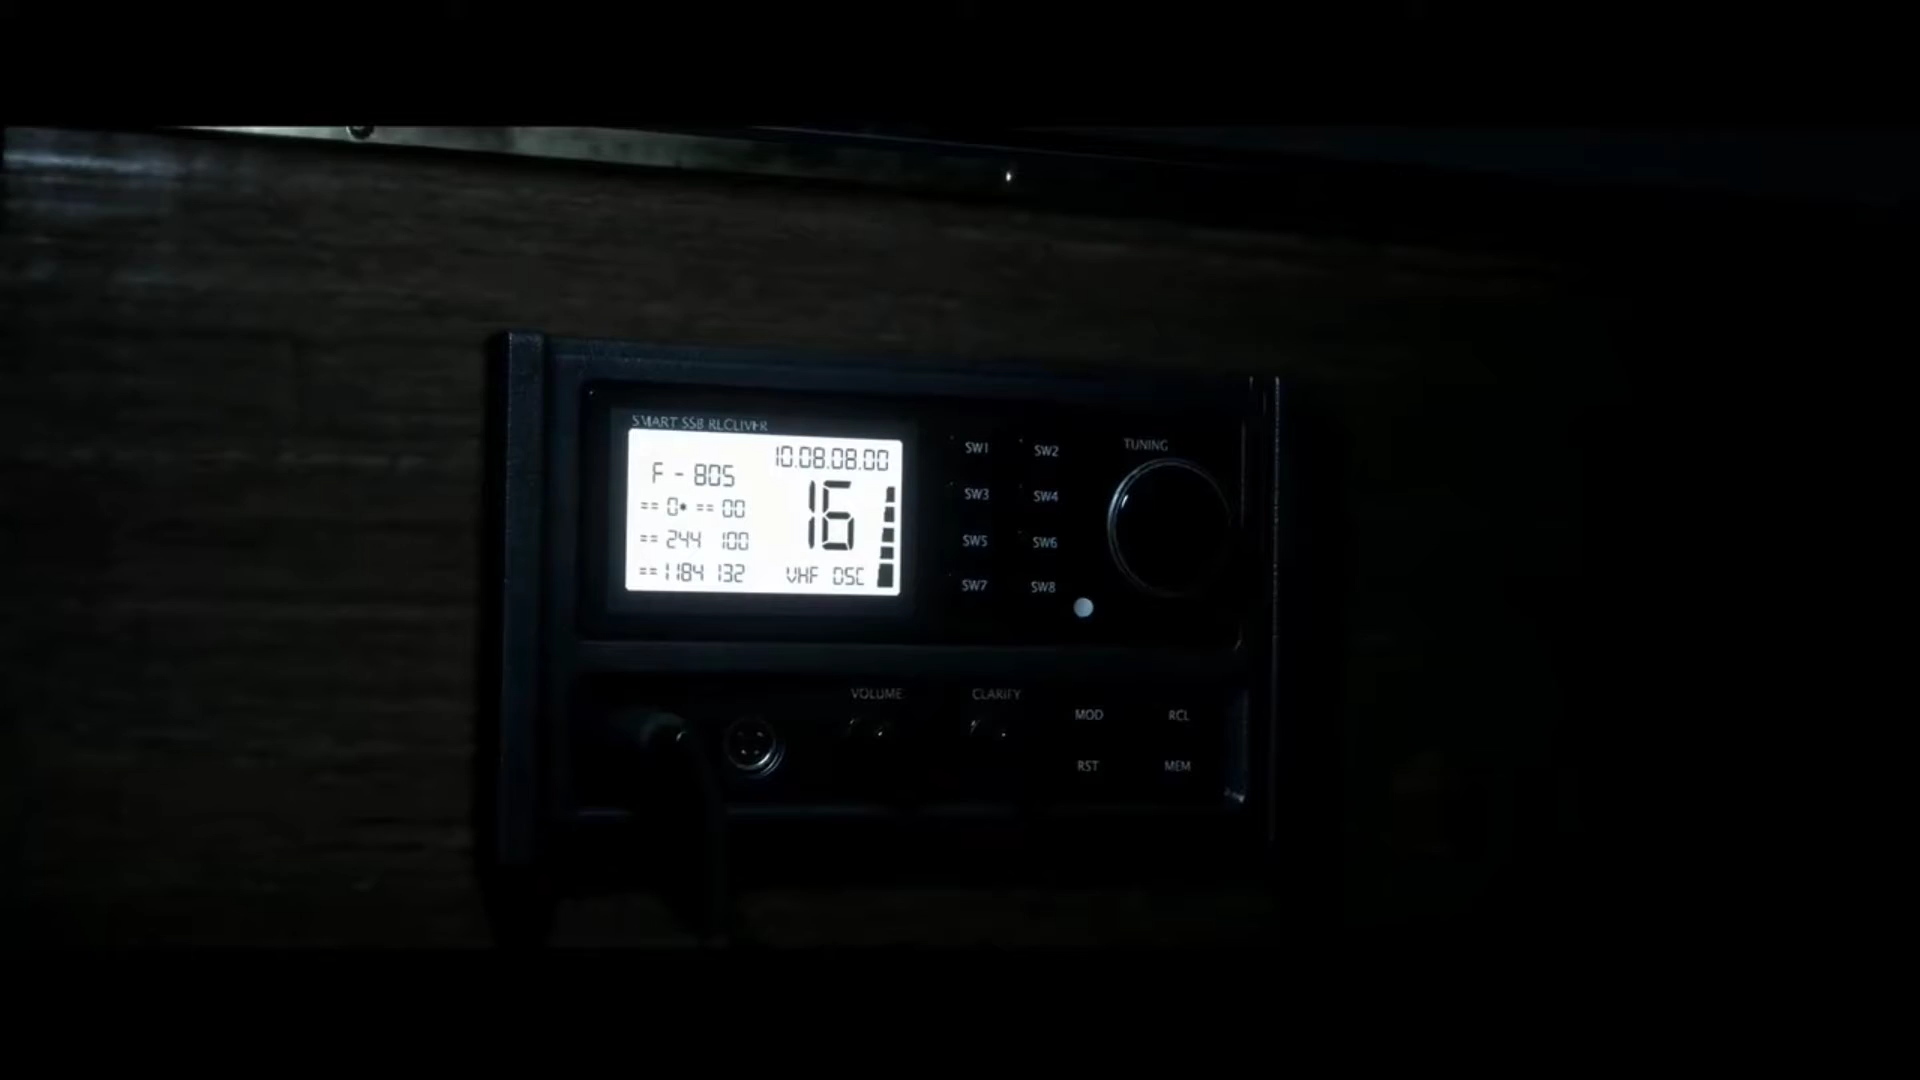 SMART SSB RECEIVER
10.08.08.00
F - 805
== 0• == 00
16
== 244 100
== 1184 132
VHF DSC
SW1 SW2
SW3 SW4
SW5 SW6
SW7 SW8
TUNING
VOLUME
CLARIFY
MOD RCL
RST MEM